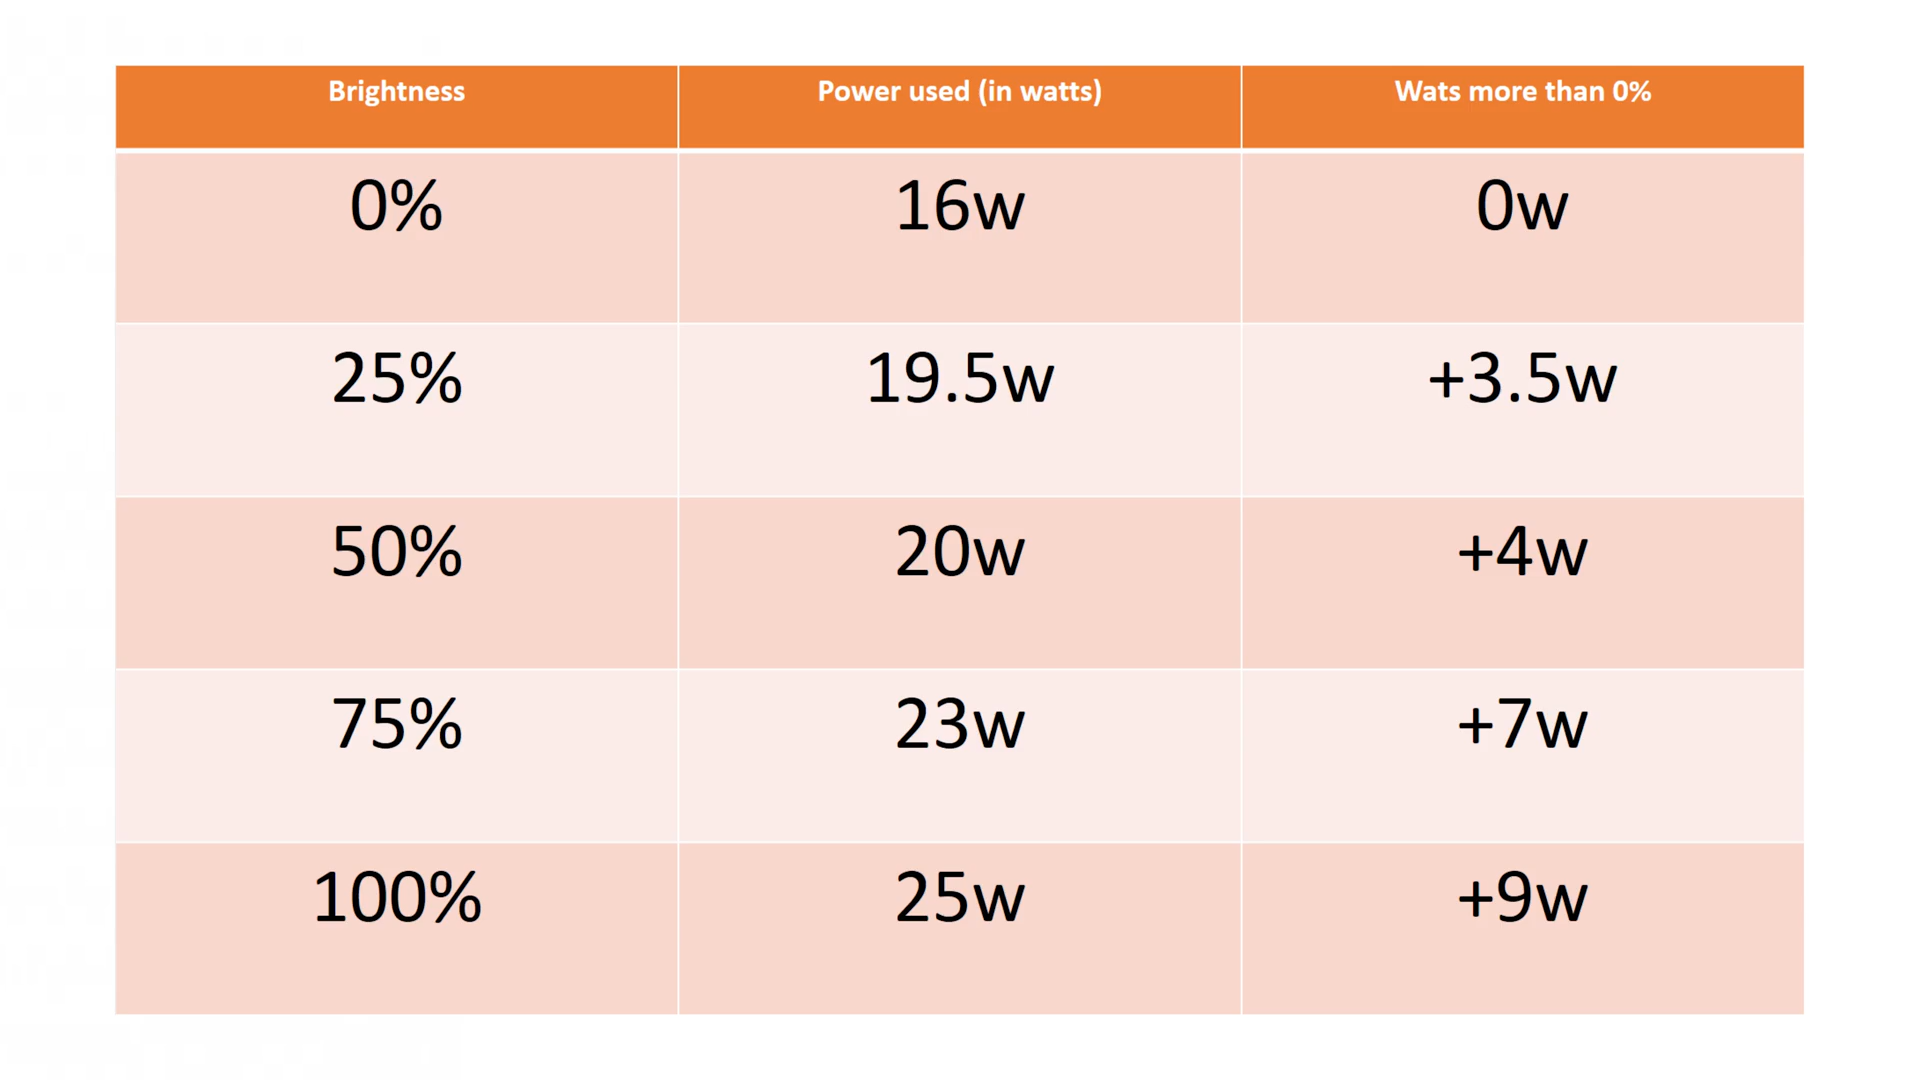 Brightness Power used (in watts) Wats more than 0%
0% 16w 0w
25% 19.5w +3.5w
50% 20w +4w
75% 23w +7w
100% 25w +9w